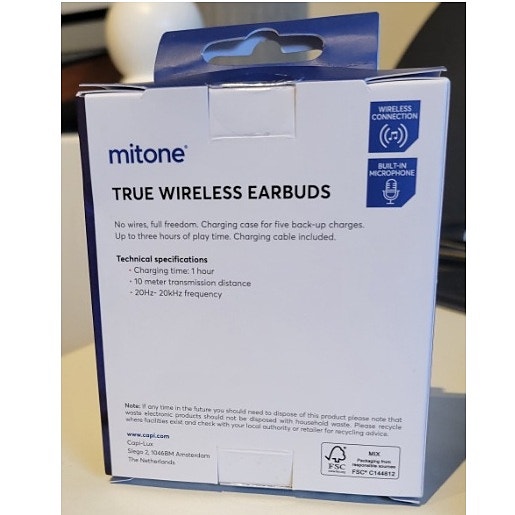 WIRELESS
CONNECTION
BUILT-IN
MICROPHONE
mitone®
TRUE WIRELESS EARBUDS
No wires, full freedom. Charging case for five back-up charges.
Up to three hours of play time. Charging cable included.
Technical specifications
· Charging time: 1 hour
· 10 meter transmission distance
· 20Hz- 20kHz frequency
Note: If any time in the future you should need to dispose of this product please note that
waste electronic products should not be disposed with household waste. Please recycle
where facilities exist and check with your local authority or retailer for recycling advice.
www.capi.com
Capi-Lux
Siego 2, 1046BM Amsterdam
The Netherlands
FSC
www.fsc.org
MIX
Packaging from
responsible sources
FSC® C144612